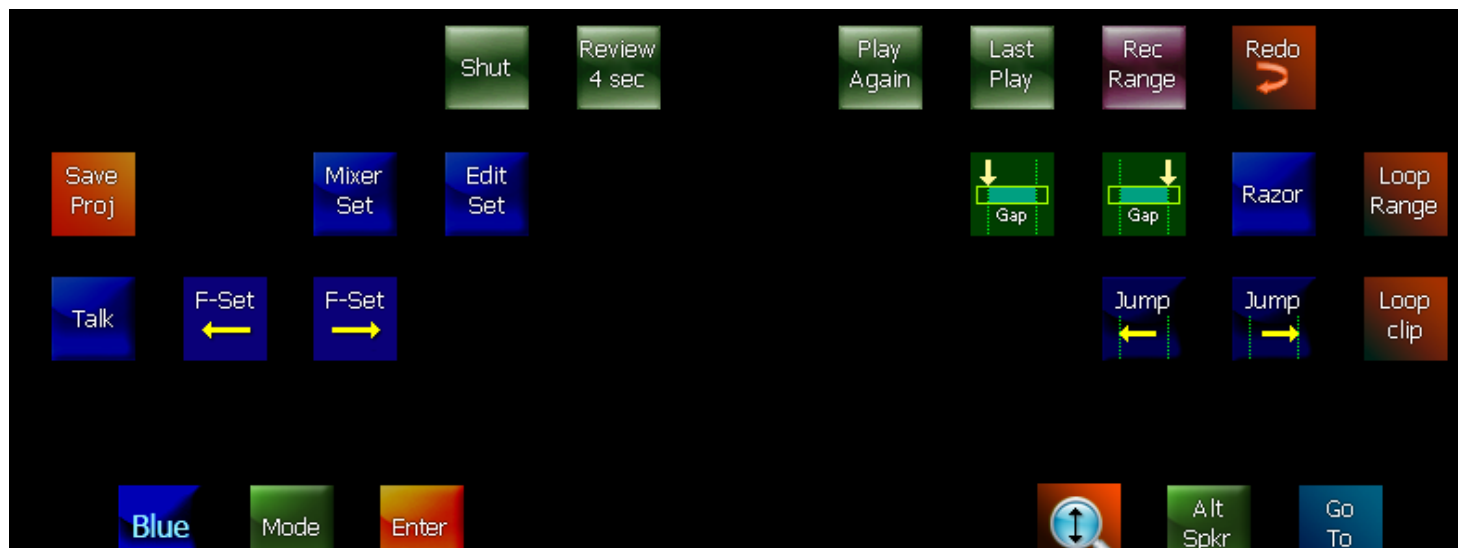 Shut
Review
4 sec
Play
Again
Last
Play
Rec
Range
Redo
Save
Proj
Mixer
Set
Edit
Set
Gap
Gap
Razor
Loop
Range
Talk
F-Set
F-Set
Jump
Jump
Loop
clip
Blue
Mode
Enter
Alt
Spkr
Go
To